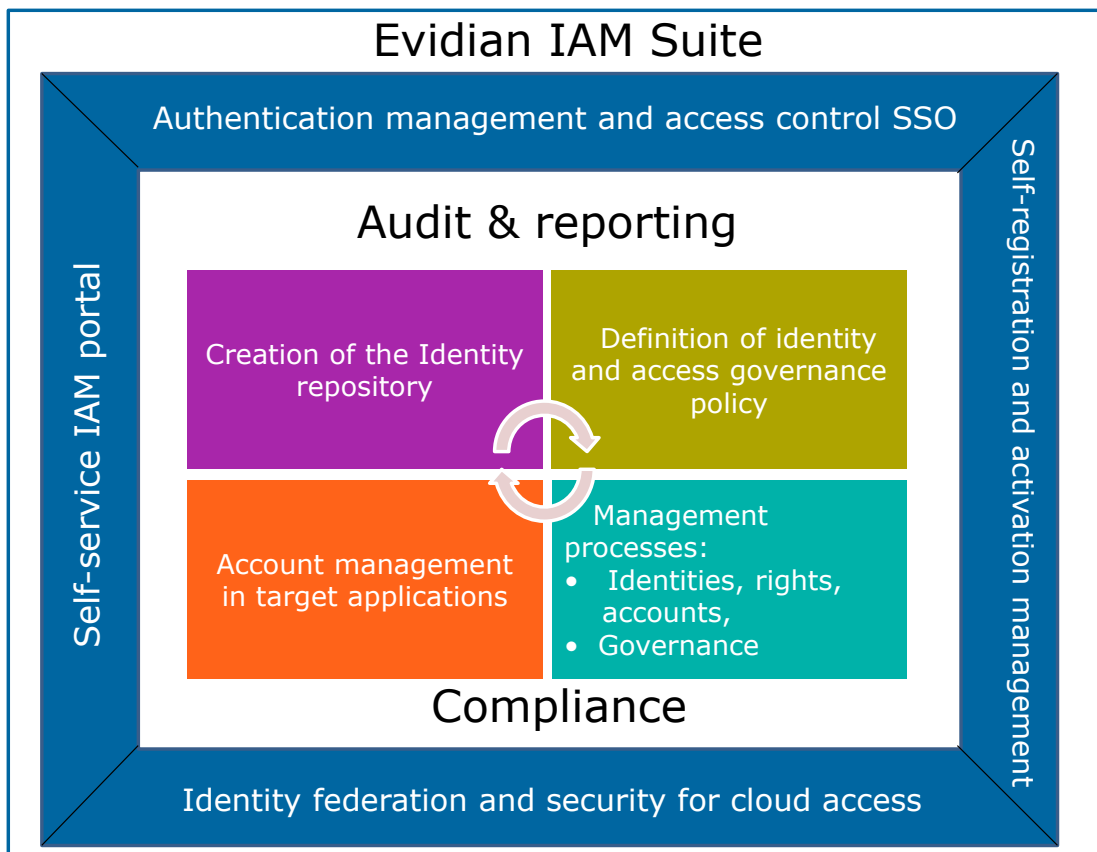 Evidian IAM Suite
Authentication management and access control SSO
Self-service IAM portal
Self-registration and activation management
Audit & reporting
Creation of the Identity
repository
Definition of identity
and access governance
policy
Account management
in target applications
Management
processes:
• Identities, rights,
accounts,
• Governance
Compliance
Identity federation and security for cloud access